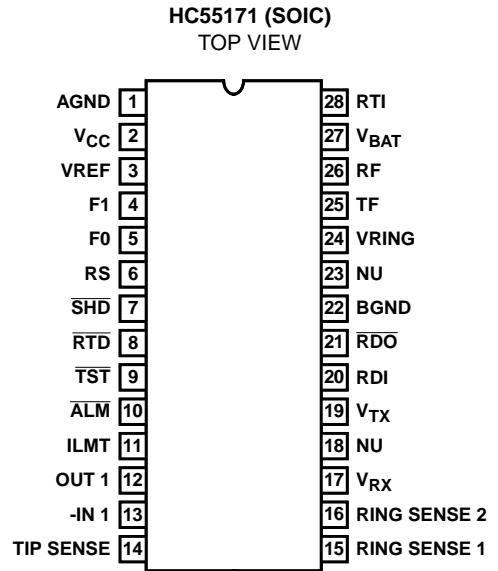 HC55171 (SOIC)
TOP VIEW
AGND 1
VCC 2
VREF 3
F1 4
F0 5
RS 6
SHD 7
RTD 8
TST 9
ALM 10
ILMT 11
OUT 1 12
-IN 1 13
TIP SENSE 14
28 RTI
27 VBAT
26 RF
25 TF
24 VRING
23 NU
22 BGND
21 RDO
20 RDI
19 VTX
18 NU
17 VRX
16 RING SENSE 2
15 RING SENSE 1